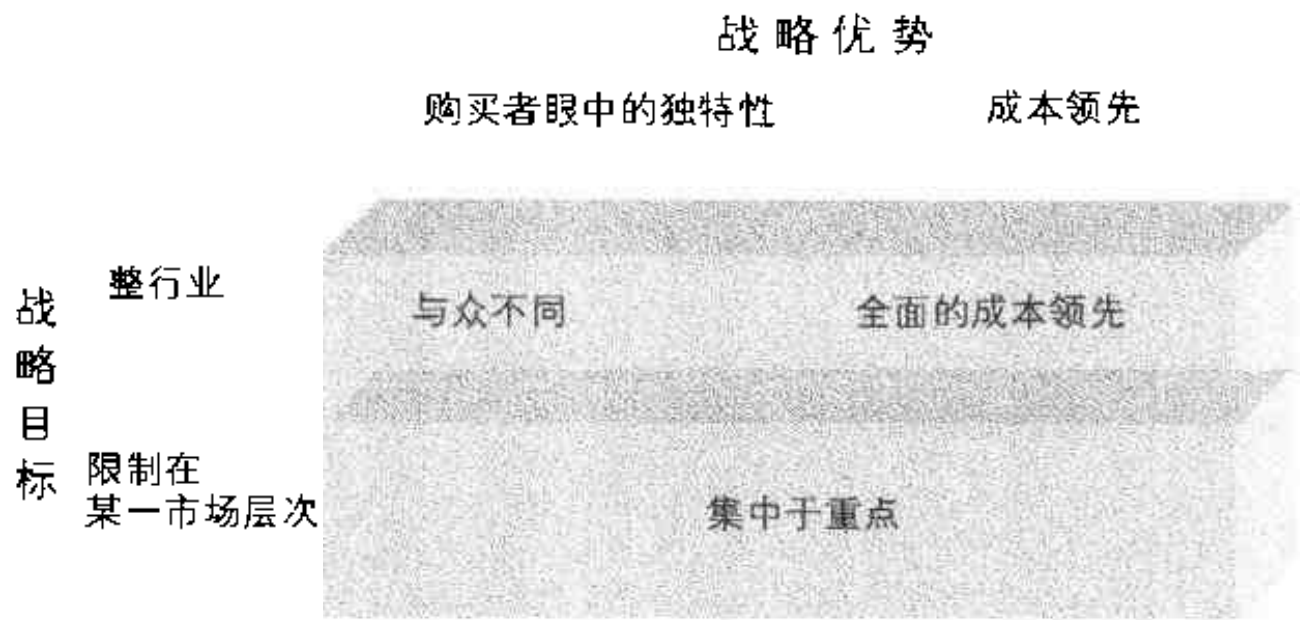 战略优势
购买者眼中的独特性 成本领先
整行业
与众不同 全面的成本领先
战略目标
限制在
某一市场层次
集中于重点